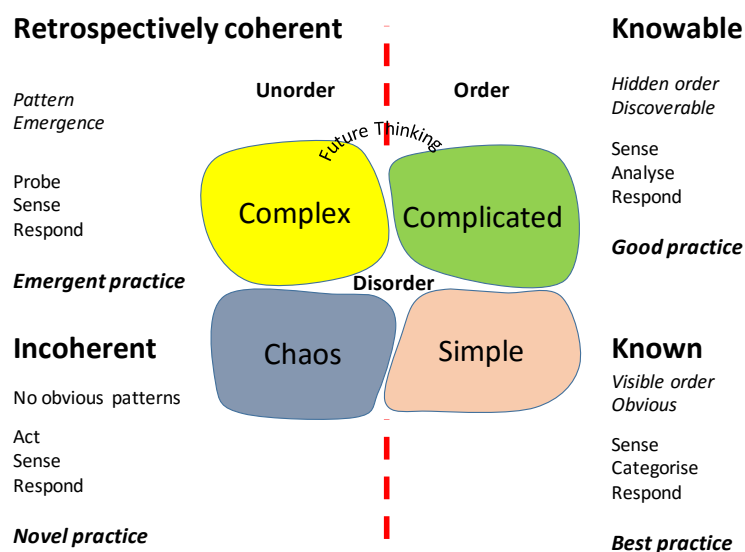 Retrospectively coherent
Knowable
Unorder
Order
Pattern
Emergence
Hidden order
Discoverable
Future Thinking
Probe
Sense
Respond
Complex
Complicated
Sense
Analyse
Respond
Emergent practice
Good practice
Disorder
Incoherent
Known
Chaos
Simple
No obvious patterns
Visible order
Obvious
Act
Sense
Respond
Sense
Categorise
Respond
Novel practice
Best practice